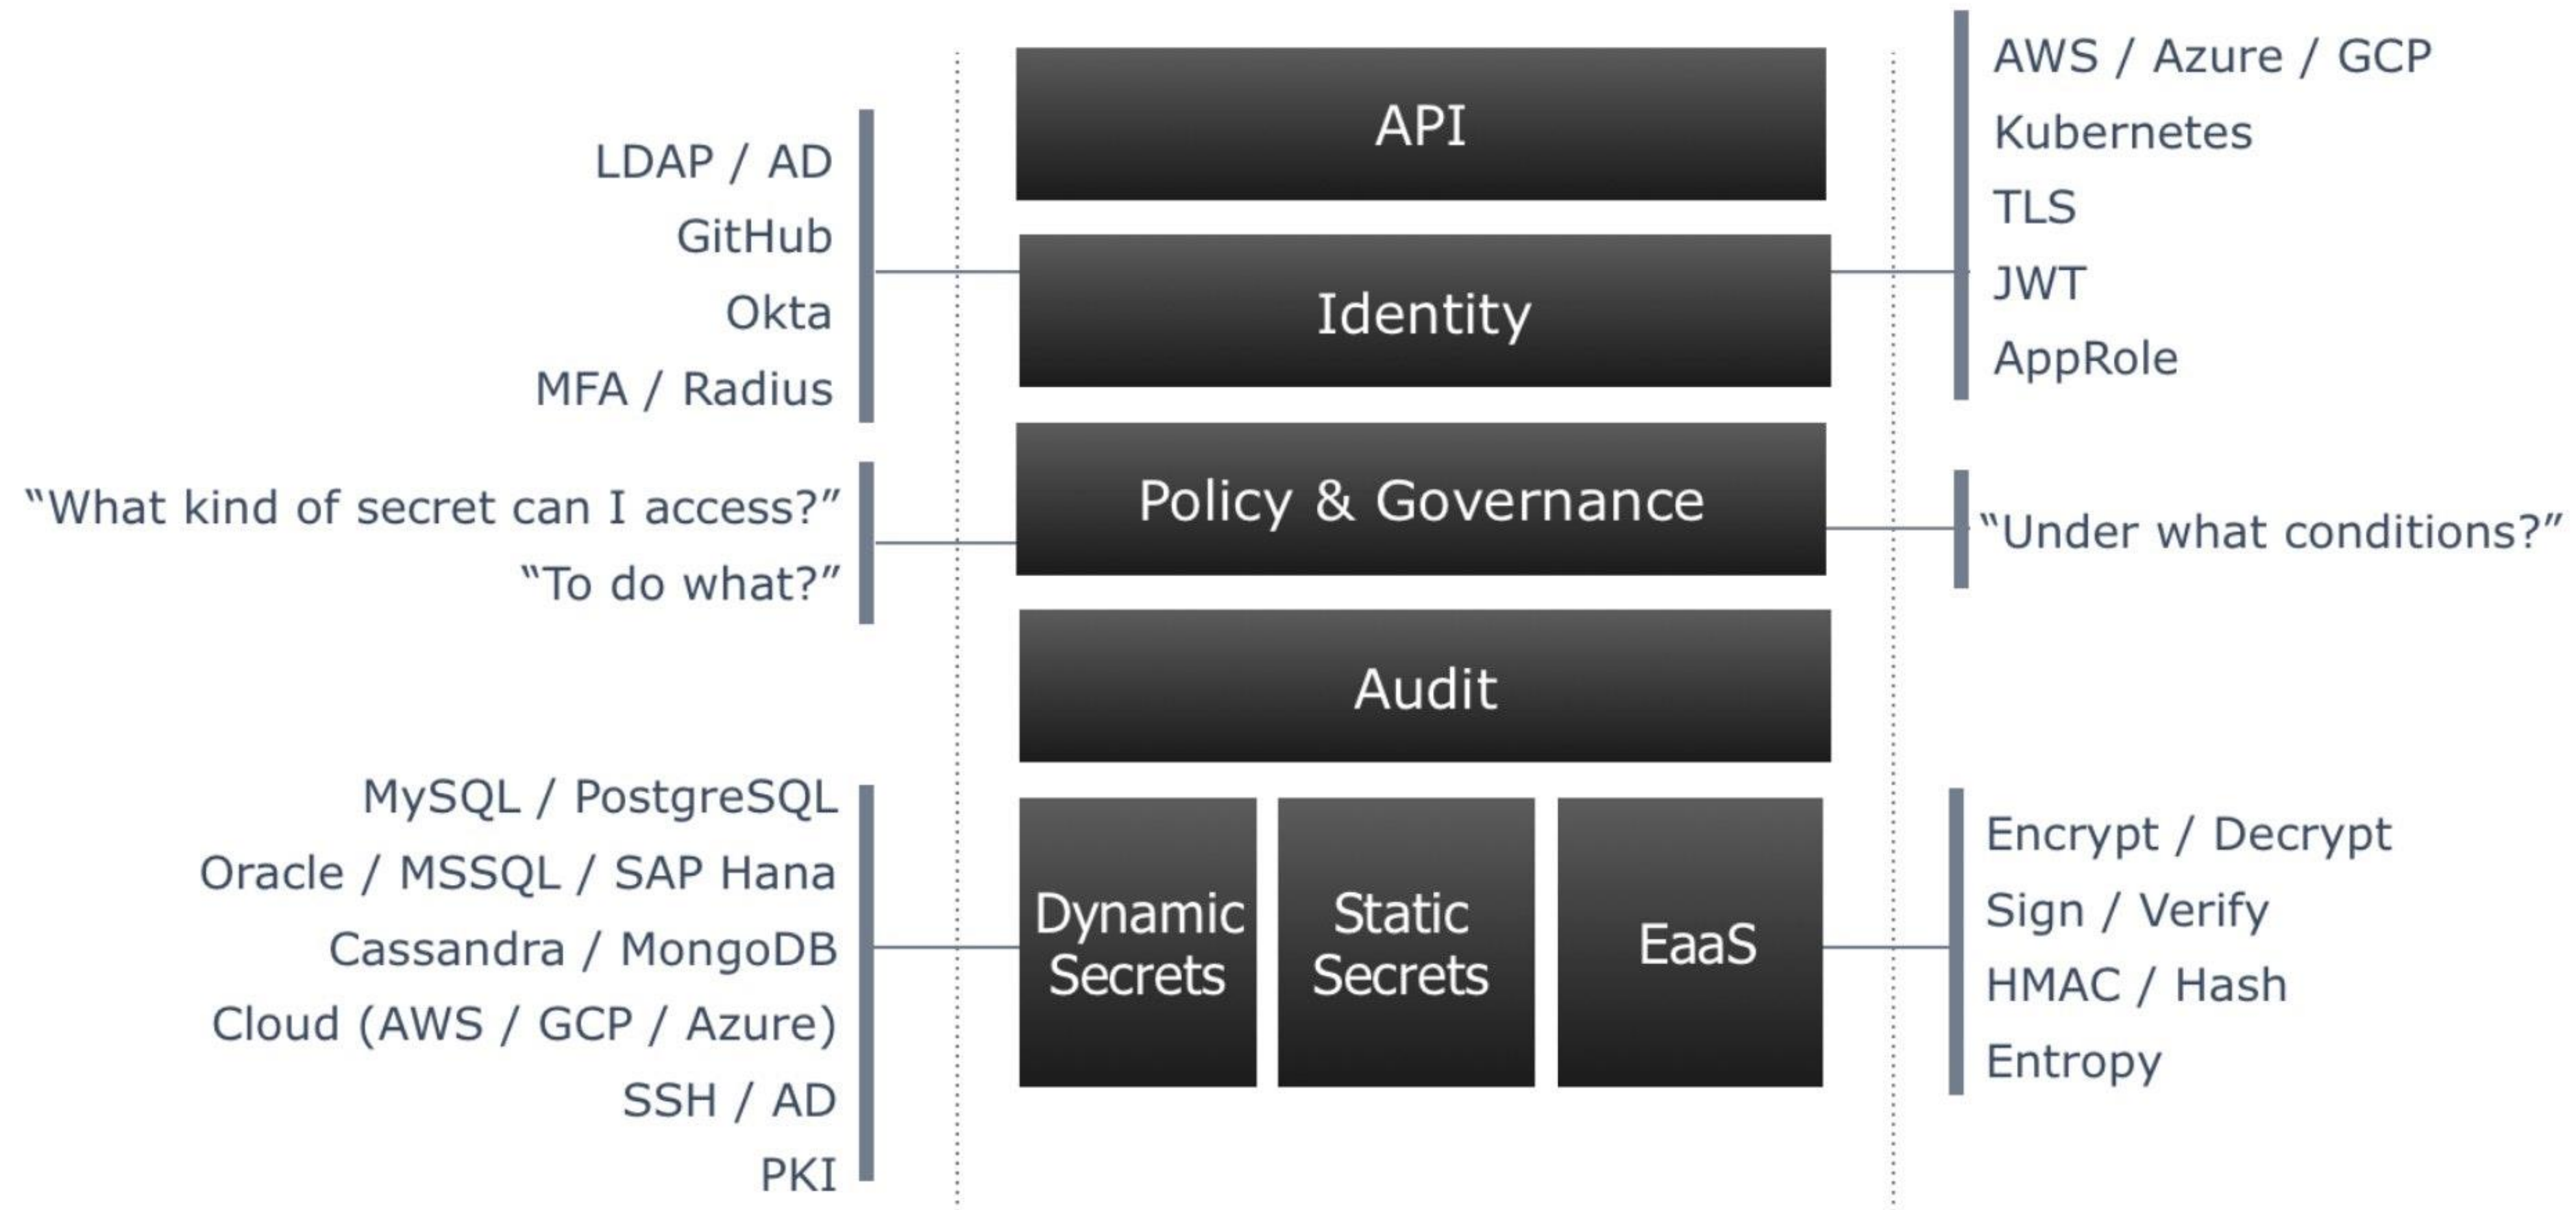 API
Identity
Policy & Governance
Audit
Dynamic
Secrets
Static
Secrets
EaaS
LDAP / AD
GitHub
Okta
MFA / Radius
“What kind of secret can I access?”
“To do what?”
MySQL / PostgreSQL
Oracle / MSSQL / SAP Hana
Cassandra / MongoDB
Cloud (AWS / GCP / Azure)
SSH / AD
PKI
AWS / Azure / GCP
Kubernetes
TLS
JWT
AppRole
“Under what conditions?”
Encrypt / Decrypt
Sign / Verify
HMAC / Hash
Entropy